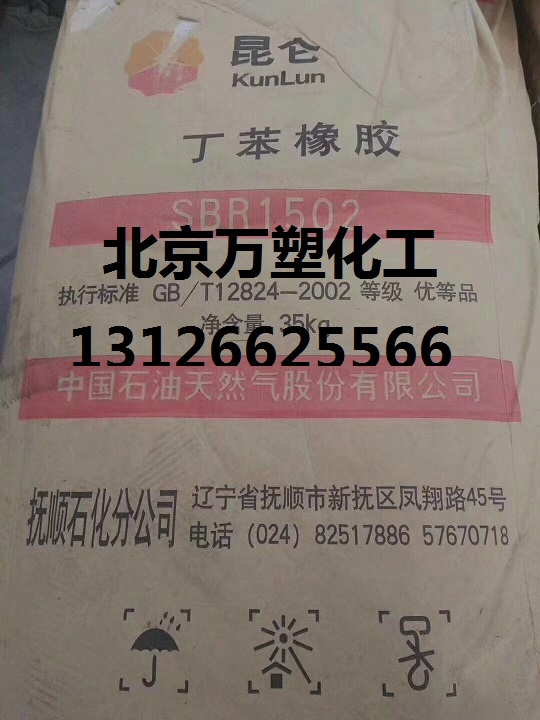 昆仑
KunLun
丁苯橡胶
SBR1502
北京万塑化工
执行标准 GB/T12824-2002 等级 优等品
净含量 35kg
13126625566
中国石油天然气股份有限公司
抚顺石化分公司
辽宁省抚顺市新抚区凤翔路45号
电话 (024) 82517886 57670718